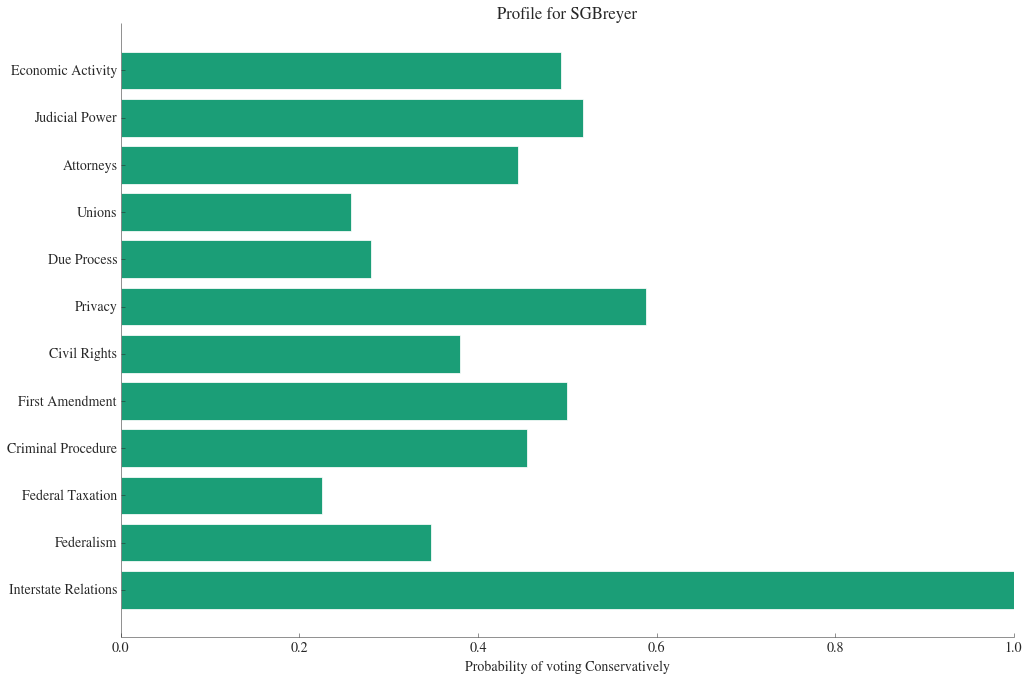 Profile for SGBreyer
Economic Activity
Judicial Power
Attorneys
Unions
Due Process
Privacy
Civil Rights
First Amendment
Criminal Procedure
Federal Taxation
Federalism
Interstate Relations
0.0 0.2 0.4 0.6 0.8 1.0
Probability of voting Conservatively